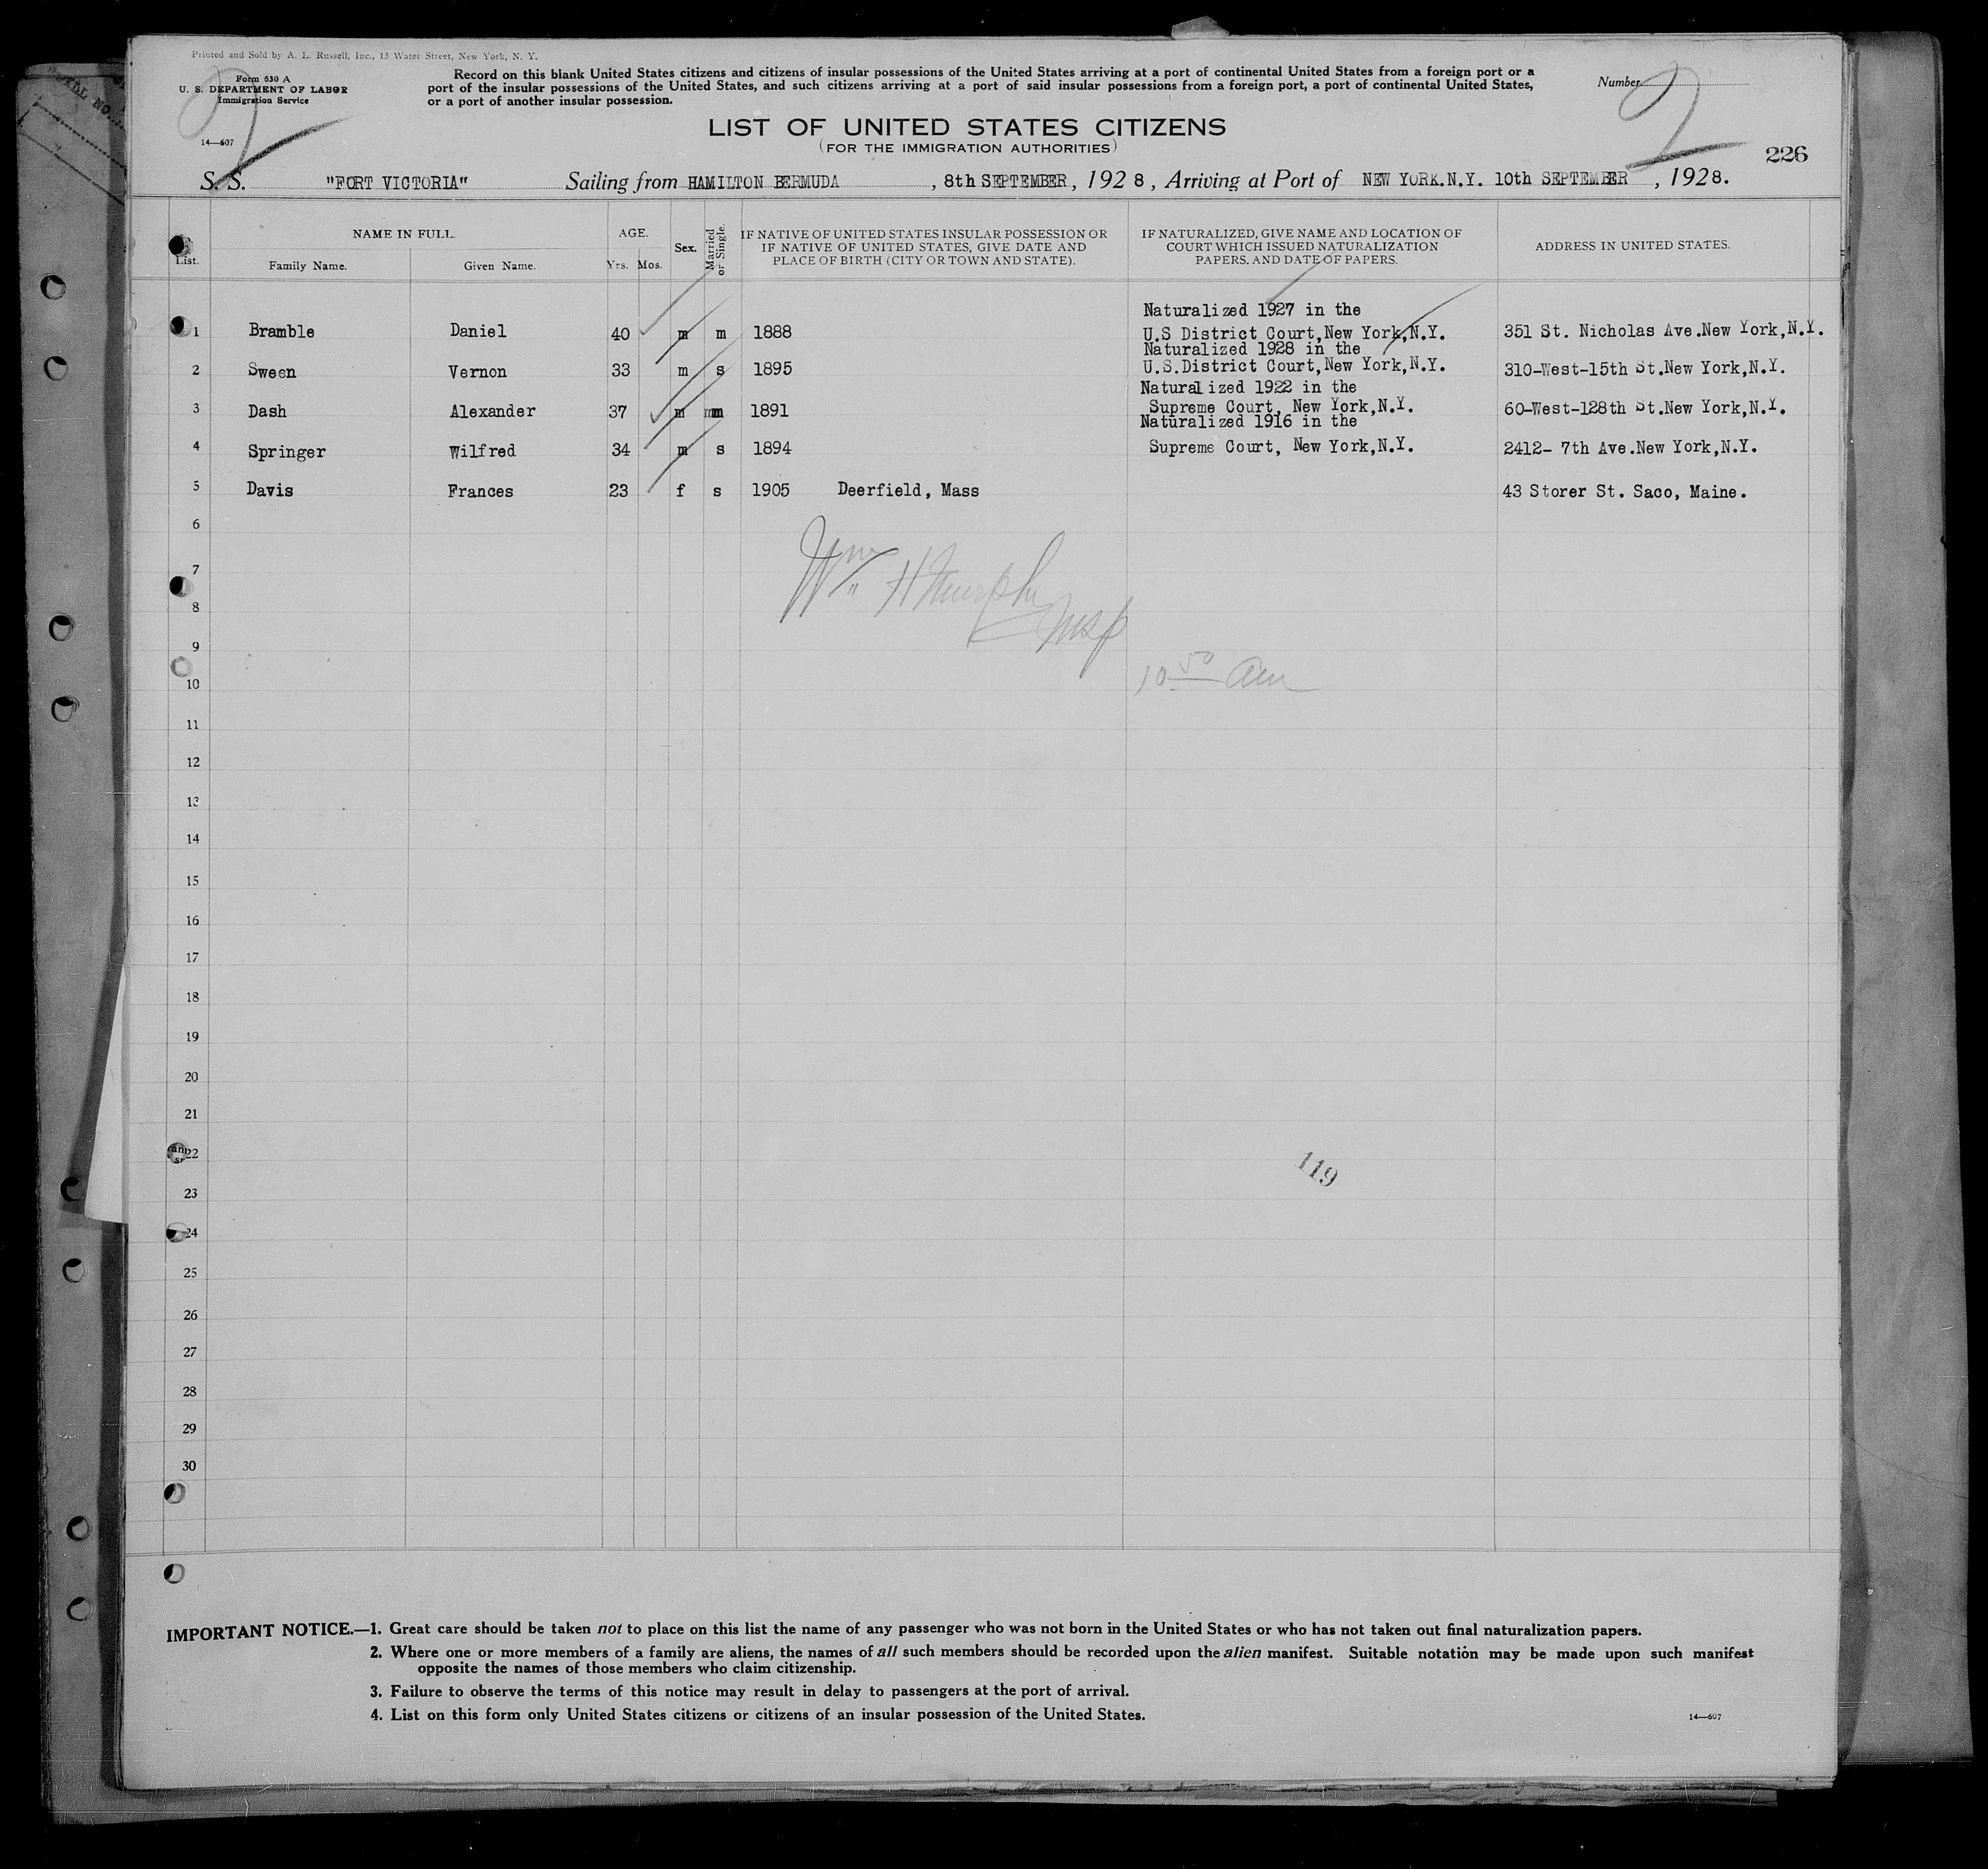 Printed and Sold by A. L. Russell, Inc., 13 Water Street, New York, N. Y.
Form 630 A
U. S. DEPARTMENT OF LABOR
Immigration Service
14—607
Record on this blank United States citizens and citizens of insular possessions of the United States arriving at a port of continental United States from a foreign port or a
port of the insular possessions of the United States, and such citizens arriving at a port of said insular possessions from a foreign port, a port of continental United States,
or a port of another insular possession.
Number
2
2
LIST OF UNITED STATES CITIZENS
(FOR THE IMMIGRATION AUTHORITIES)
226
S. S. "FORT VICTORIA" Sailing from HAMILTON BERMUDA , 8th SEPTEMBER, 192 8, Arriving at Port of NEW YORK.N.Y. 10th SEPTEMBER , 1928.
List.
NAME IN FULL.
Family Name. Given Name.
AGE.
Yrs. Mos.
Sex.
Married or Single.
IF NATIVE OF UNITED STATES INSULAR POSSESSION OR
IF NATIVE OF UNITED STATES, GIVE DATE AND
PLACE OF BIRTH (CITY OR TOWN AND STATE).
IF NATURALIZED, GIVE NAME AND LOCATION OF
COURT WHICH ISSUED NATURALIZATION
PAPERS, AND DATE OF PAPERS.
ADDRESS IN UNITED STATES.
Naturalized 1927 in the
1 Bramble Daniel 40 m m 1888 U.S District Court,New York,N.Y. 351 St. Nicholas Ave.New York,N.Y.
Naturalized 1928 in the
2 Sween Vernon 33 m s 1895 U.S.District Court,New York,N.Y. 310-West-15th St.New York,N.Y.
Naturalized 1922 in the
3 Dash Alexander 37 m m 1891 Supreme Court, New York,N.Y. 60-West-128th St.New York,N.Y.
Naturalized 1916 in the
4 Springer Wilfred 34 m s 1894 Supreme Court, New York,N.Y. 2412- 7th Ave.New York,N.Y.
5 Davis Frances 23 f s 1905 Deerfield, Mass 43 Storer St. Saco, Maine.
6
7
Wm H Murphy
8
Insp
9
10
10 50 am
11
12
13
14
15
16
17
18
19
20
21
22
119
23
24
25
26
27
28
29
30
IMPORTANT NOTICE.—1. Great care should be taken not to place on this list the name of any passenger who was not born in the United States or who has not taken out final naturalization papers.
2. Where one or more members of a family are aliens, the names of all such members should be recorded upon the alien manifest. Suitable notation may be made upon such manifest
opposite the names of those members who claim citizenship.
3. Failure to observe the terms of this notice may result in delay to passengers at the port of arrival.
4. List on this form only United States citizens or citizens of an insular possession of the United States.
14—607